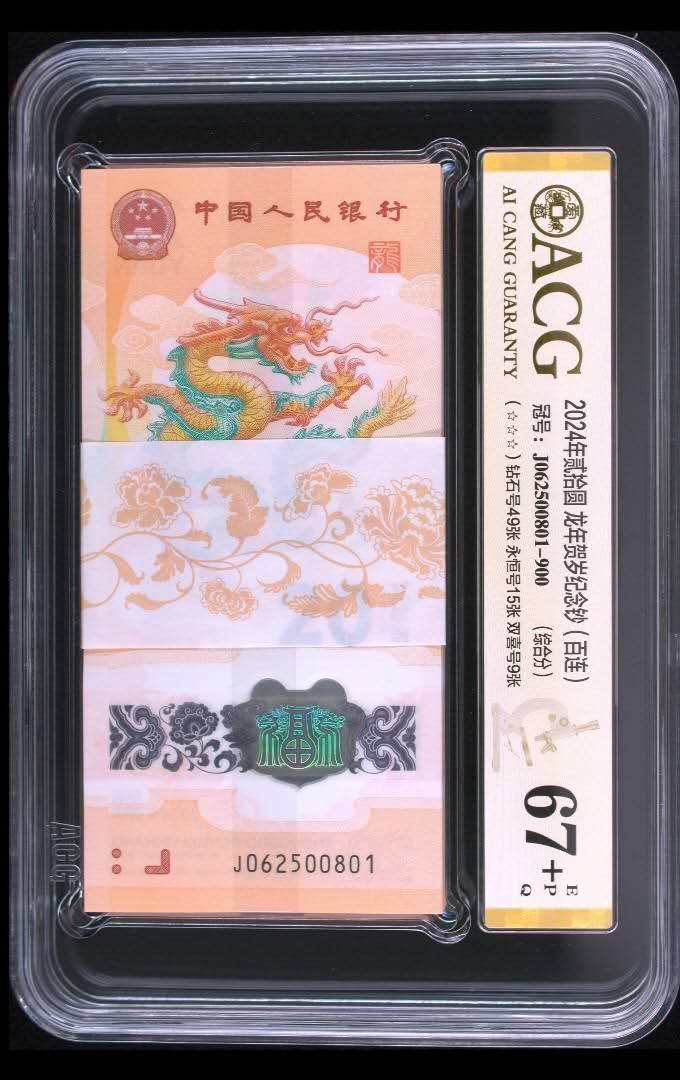 中国人民银行
龍
J062500801
ACG
AI CANG GUARANTY
2024年贰拾圆 龙年贺岁纪念钞（百连）
冠号：J062500801-900 （综合分）
（☆☆☆）钻石号49张 永恒号15张 双喜号9张
67+
E
P
Q
ACG